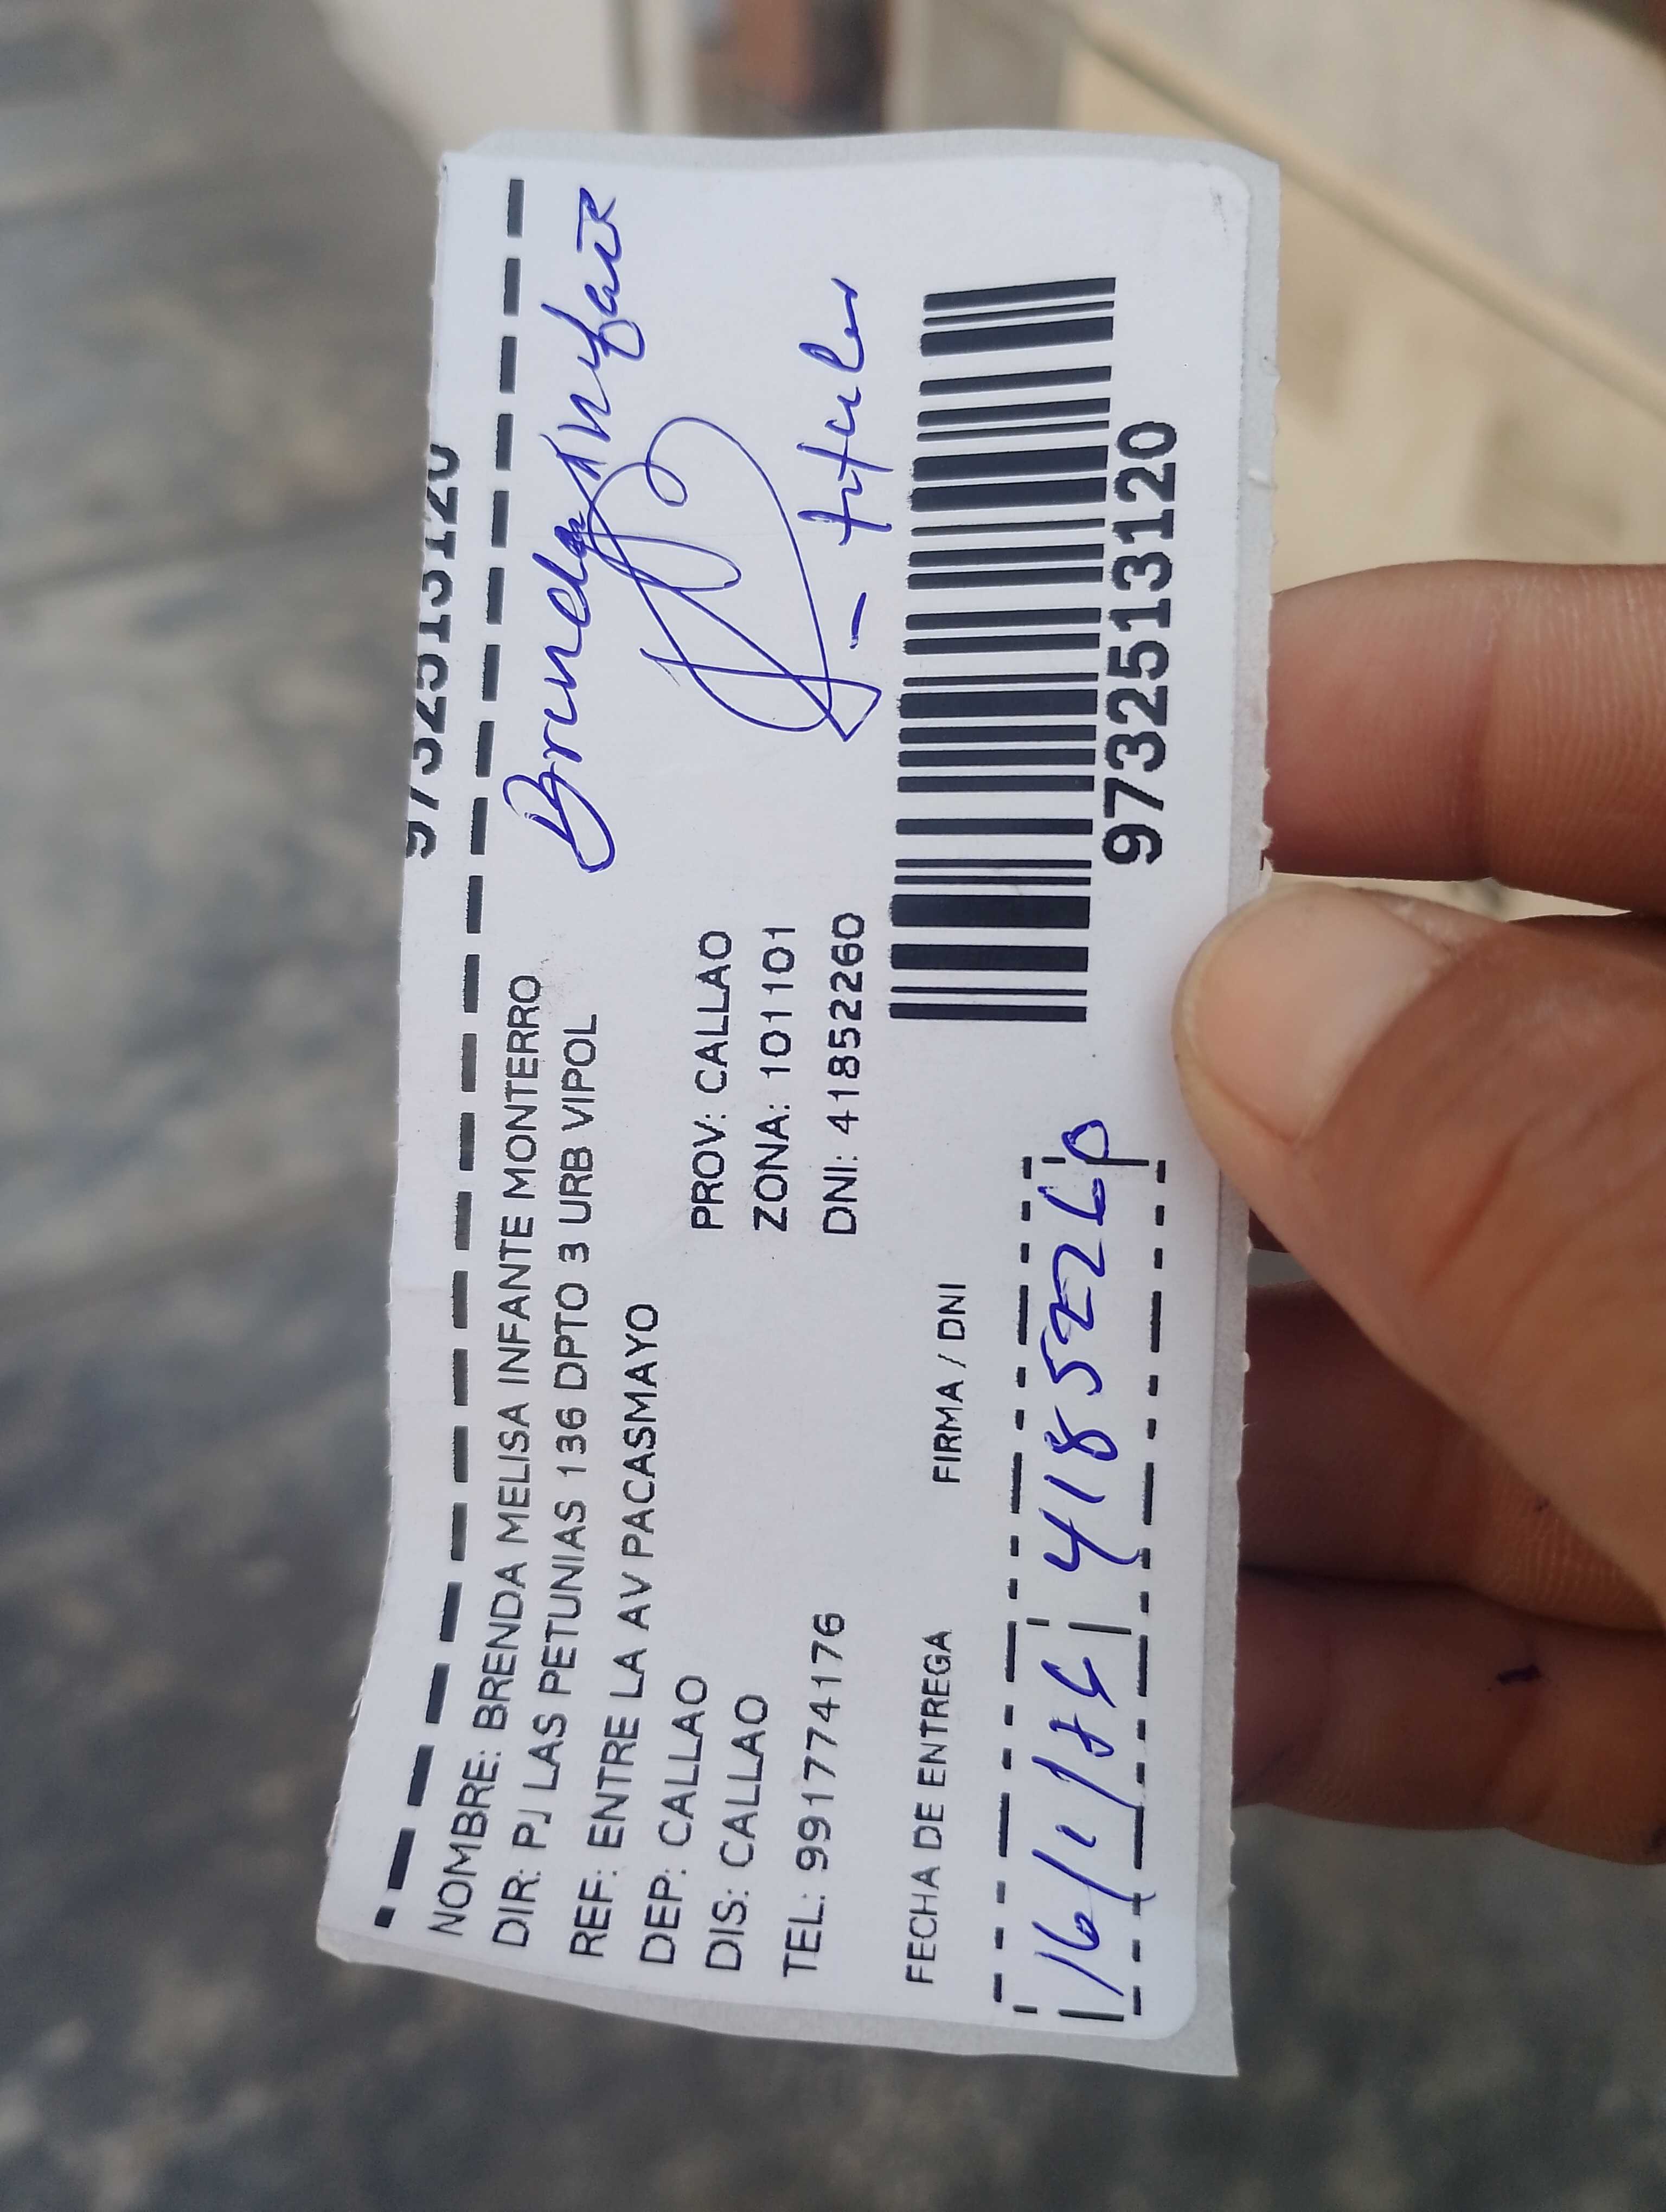 9732513120
NOMBRE: BRENDA MELISA INFANTE MONTERRO
Brenda Infante
DIR: PJ LAS PETUNIAS 136 DPTO 3 URB VIPOL
REF: ENTRE LA AV PACASMAYO
DEP: CALLAO
PROV: CALLAO
DIS: CALLAO
ZONA: 101101
TEL: 991774176
DNI: 41852260
- titular
FECHA DE ENTREGA
FIRMA / DNI
16/1/
41852260
9732513120